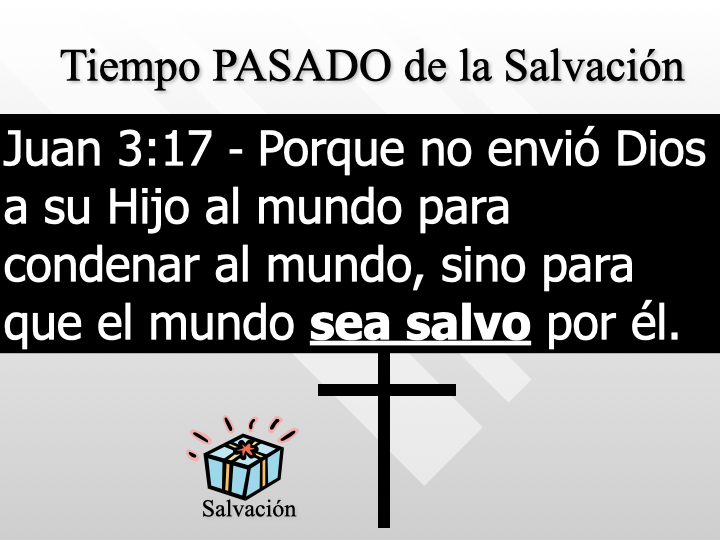 Tiempo PASADO de la Salvación
Juan 3:17 - Porque no envió Dios
a su Hijo al mundo para
condenar al mundo, sino para
que el mundo sea salvo por él.
Salvación